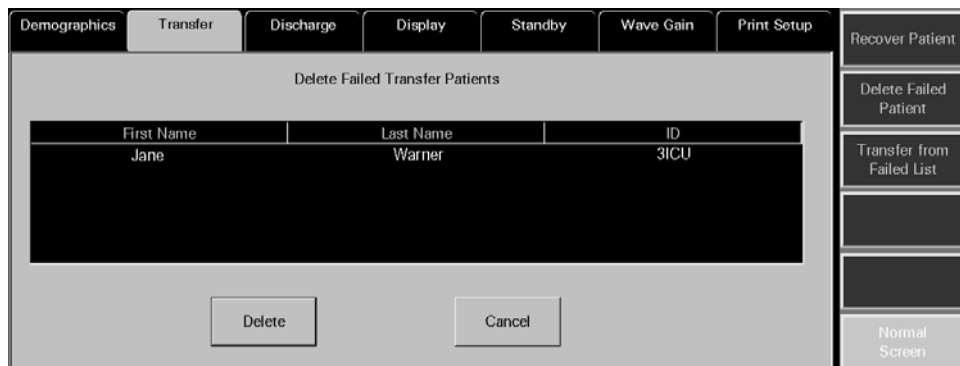 Demographics Transfer Discharge Display Standby Wave Gain Print Setup
Delete Failed Transfer Patients
First Name Last Name ID
Jane Warner 3ICU
Delete Cancel
Recover Patient
Delete Failed
Patient
Transfer from
Failed List
Normal
Screen